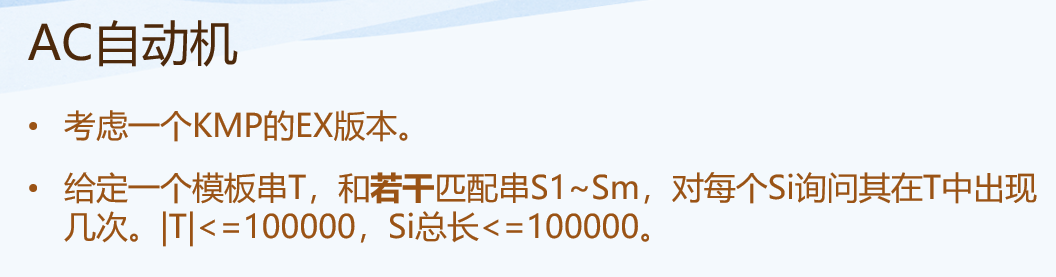 AC自动机
• 考虑一个KMP的EX版本。
• 给定一个模板串T，和若干匹配串S1~Sm，对每个Si询问其在T中出现
几次。|T|<=100000，Si总长<=100000。